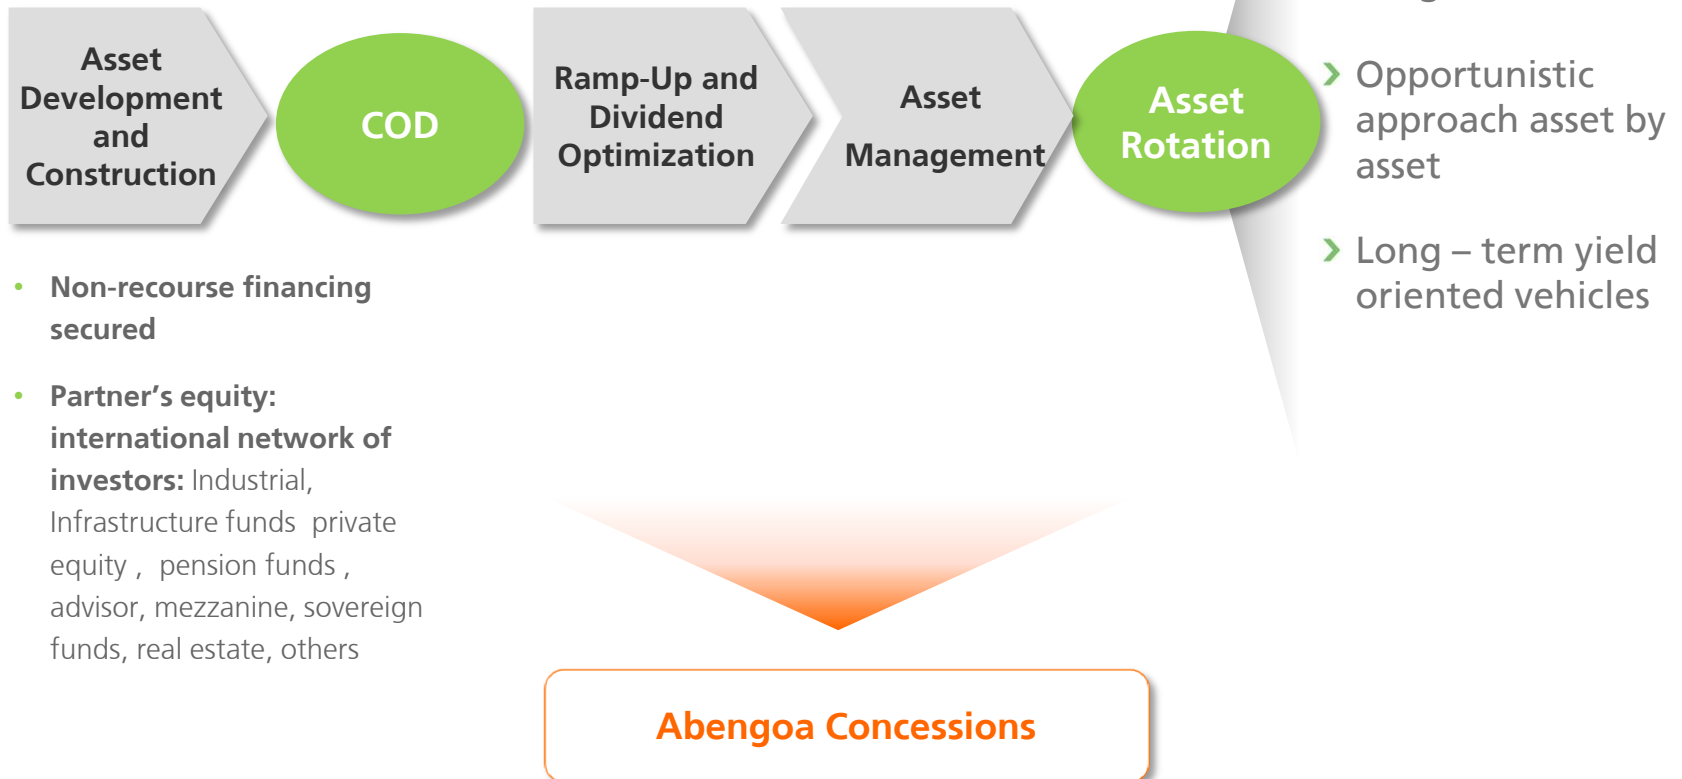 Asset
Development
and
Construction
COD
Ramp-Up and
Dividend
Optimization
Asset
Management
Asset
Rotation
Opportunistic
approach asset by
asset
Long – term yield
oriented vehicles
• Non-recourse financing
secured
• Partner’s equity:
international network of
investors: Industrial,
Infrastructure funds  private
equity ,  pension funds ,
advisor, mezzanine, sovereign
funds, real estate, others
Abengoa Concessions